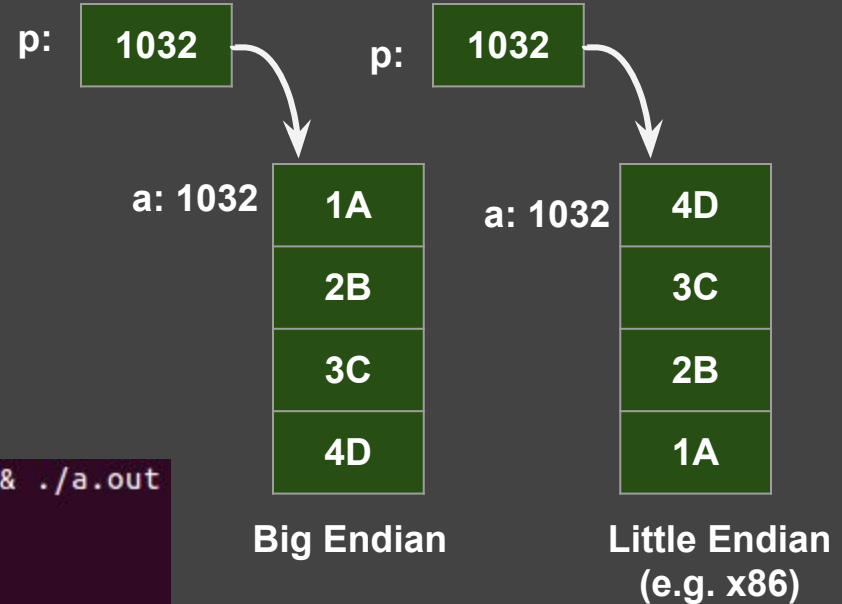 p:
1032
p:
1032
a: 1032
1A
2B
3C
4D
a: 1032
4D
3C
2B
1A
& ./a.out
Big Endian
Little Endian
(e.g. x86)